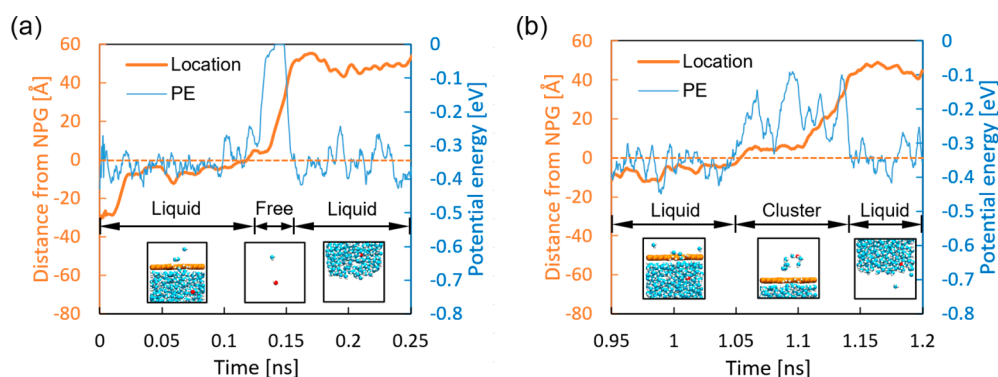 (a)
60
40
20
0
-20
-40
-60
-80
Distance from NPG [Å]
Location
PE
0
-0.1
-0.2
-0.3
-0.4
-0.5
-0.6
-0.7
-0.8
Potential energy [eV]
Liquid
Free
Liquid
0
0.05
0.1
0.15
0.2
0.25
Time [ns]
(b)
60
40
20
0
-20
-40
-60
-80
Distance from NPG [Å]
Location
PE
0
-0.1
-0.2
-0.3
-0.4
-0.5
-0.6
-0.7
-0.8
Potential energy [eV]
Liquid
Cluster
Liquid
0.95
1
1.05
1.1
1.15
1.2
Time [ns]